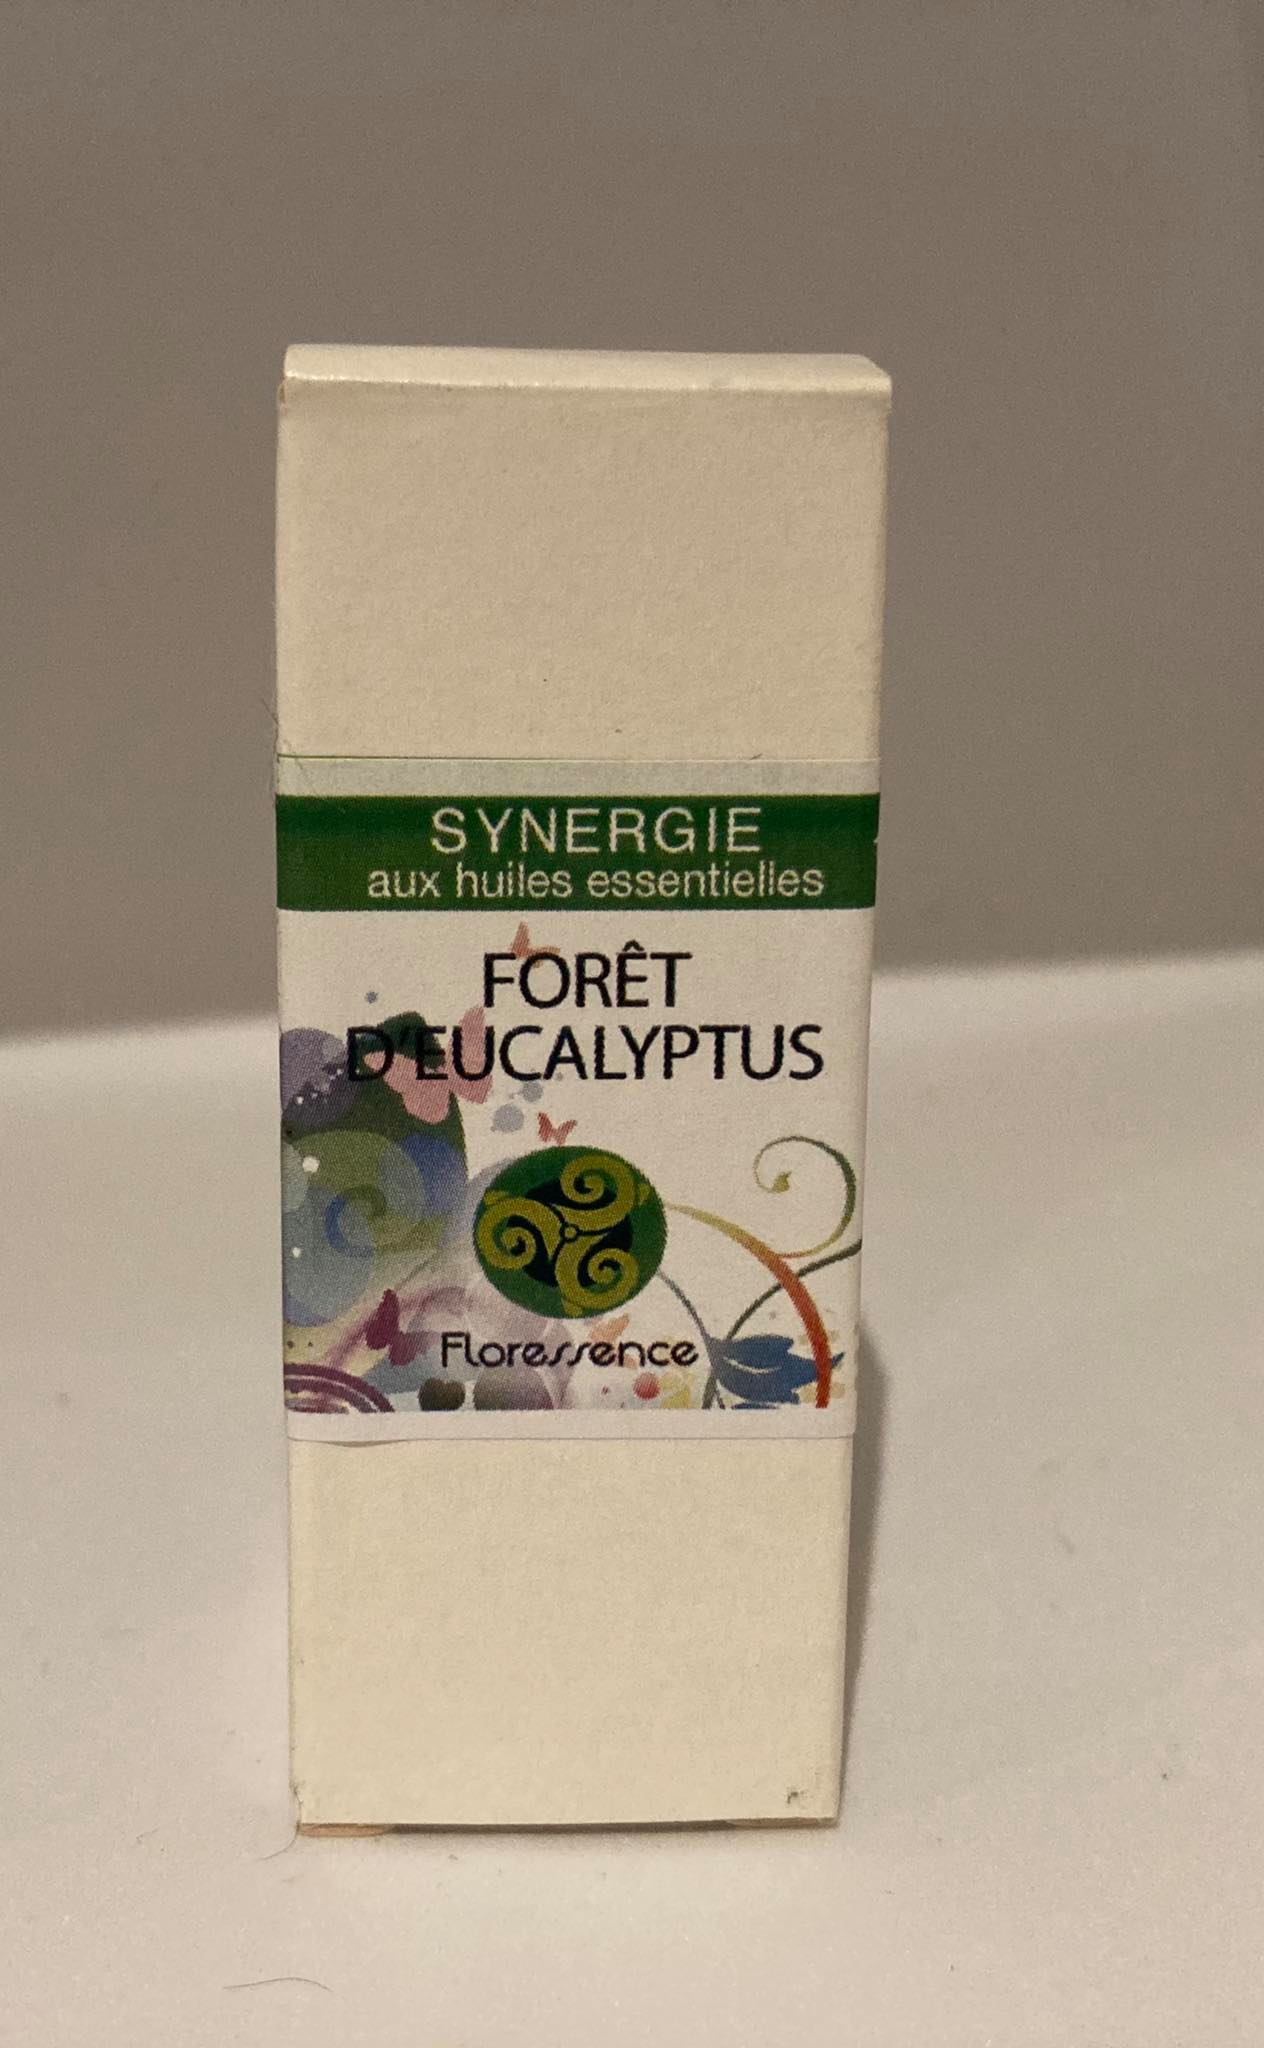 SYNERGIE
aux huiles essentielles
FORÊT
D'EUCALYPTUS
Floressence